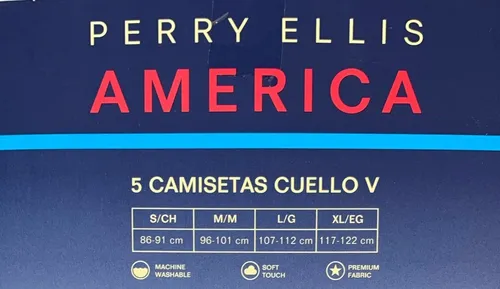 PERRY ELLIS
AMERICA
5 CAMISETAS CUELLO V
S/CH M/M L/G XL/EG
86-91 cm 96-101 cm 107-112 cm 117-122 cm
MACHINE WASHABLE
SOFT TOUCH
PREMIUM FABRIC